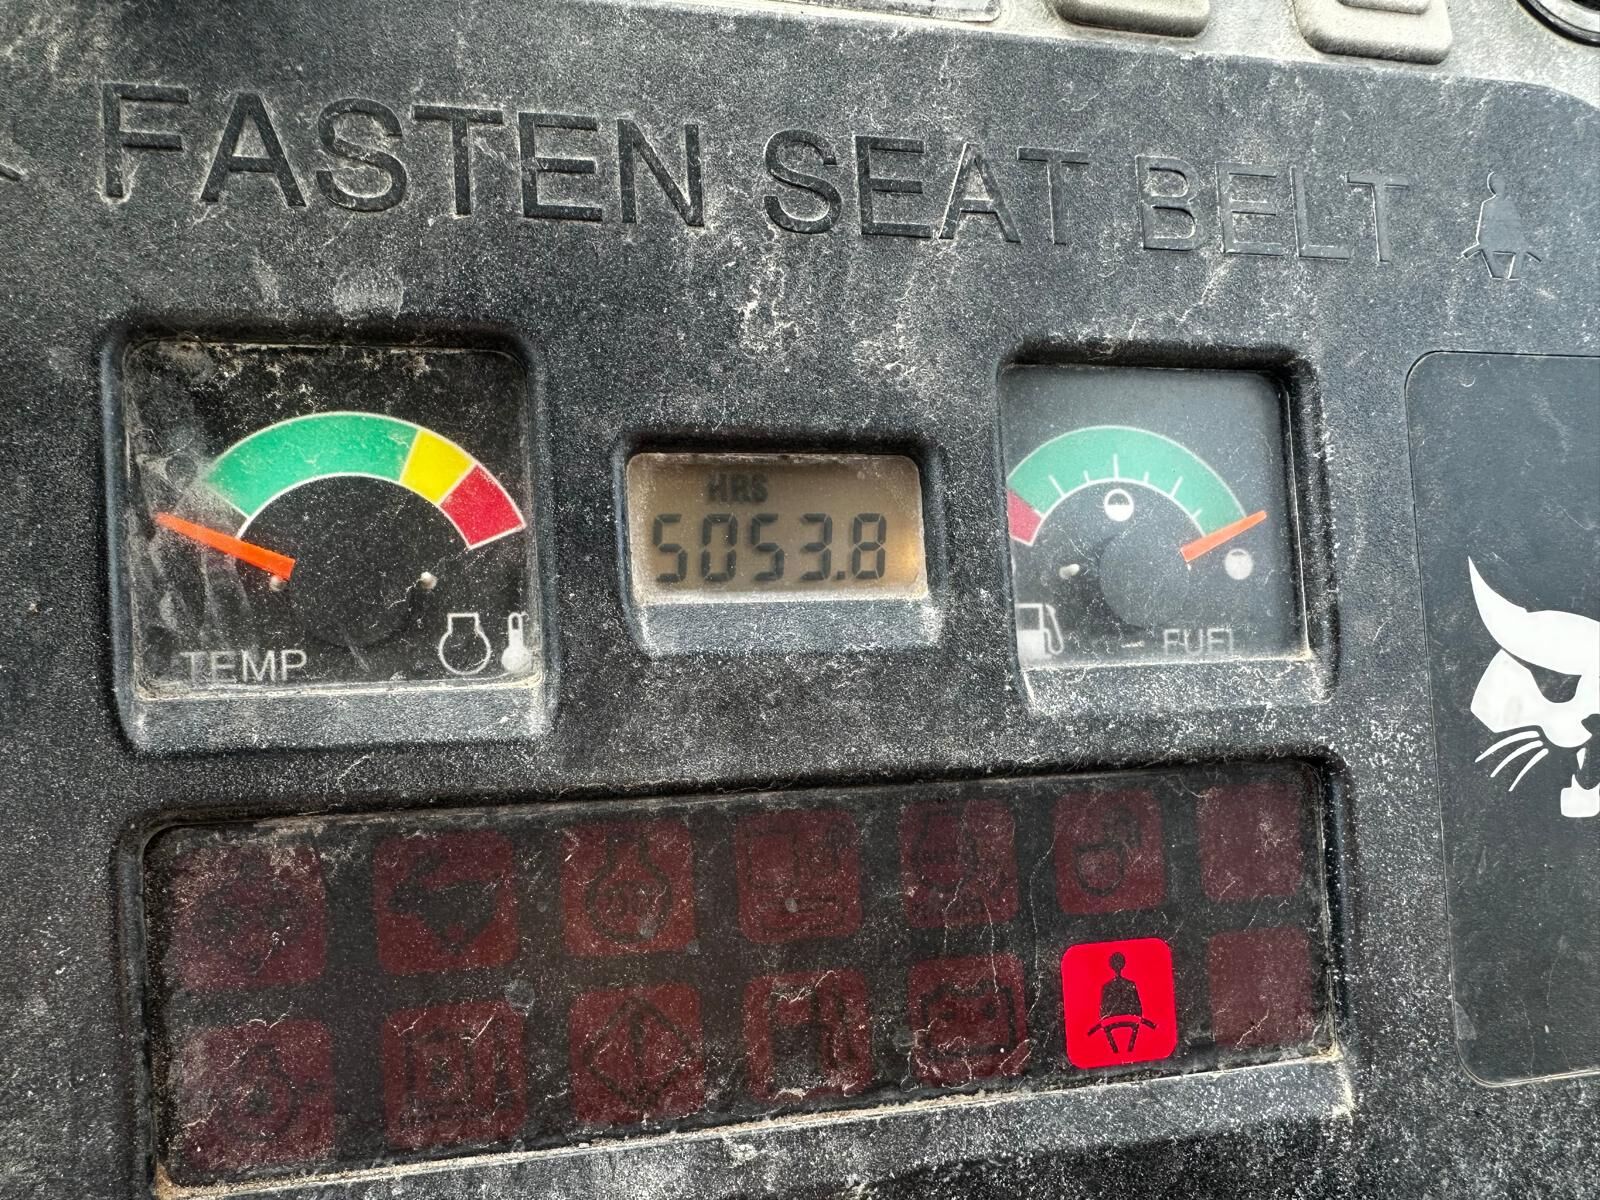 FASTEN SEAT BELT
HRS
5053.8
TEMP
FUEL